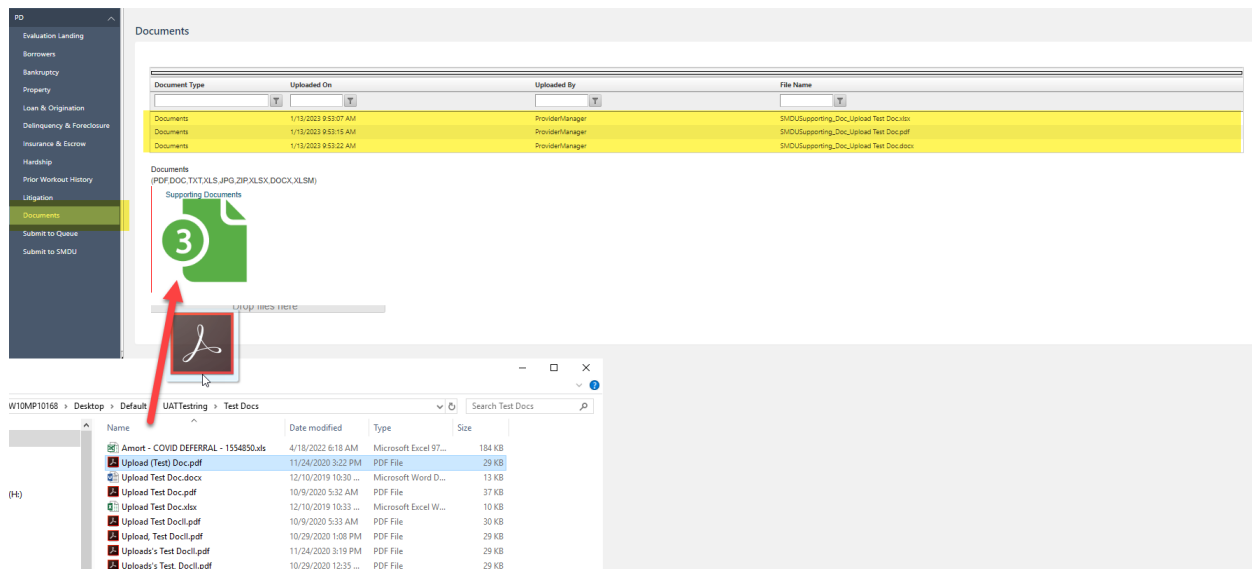 PD
Evaluation Landing
Borrowers
Bankruptcy
Property
Loan & Origination
Delinquency & Foreclosure
Insurance & Escrow
Hardship
Prior Workout History
Litigation
Documents
Submit to Queue
Submit to SMDU
Documents
Document Type Uploaded On Uploaded By File Name
Documents 1/13/2023 9:53:07 AM ProviderManager SMDUSupporting_Doc_Upload Test Doc.xlsx
Documents 1/13/2023 9:53:15 AM ProviderManager SMDUSupporting_Doc_Upload Test Doc.pdf
Documents 1/13/2023 9:53:22 AM ProviderManager SMDUSupporting_Doc_Upload Test Doc.docx
Documents
(PDF,DOC,TXT,XLS,JPG,ZIP,XLSX,DOCX,XLSM)
Supporting Documents
3
Drop files here
W10MP10168 > Desktop > Default UATTestring > Test Docs Search Test Docs
Name Date modified Type Size
Amort - COVID DEFERRAL - 1554850.xls 4/18/2022 6:18 AM Microsoft Excel 97... 184 KB
Upload (Test) Doc.pdf 11/24/2020 3:22 PM PDF File 29 KB
Upload Test Doc.docx 12/10/2019 10:30 ... Microsoft Word D... 13 KB
(H:) Upload Test Doc.pdf 10/9/2020 5:32 AM PDF File 37 KB
Upload Test Doc.xlsx 12/10/2019 10:33 ... Microsoft Excel W... 10 KB
Upload Test DocII.pdf 10/9/2020 5:33 AM PDF File 30 KB
Upload, Test DocII.pdf 10/29/2020 1:08 PM PDF File 29 KB
Uploads's Test DocII.pdf 11/24/2020 3:19 PM PDF File 29 KB
Uploads's Test, DocII.pdf 10/29/2020 12:35 ... PDF File 29 KB